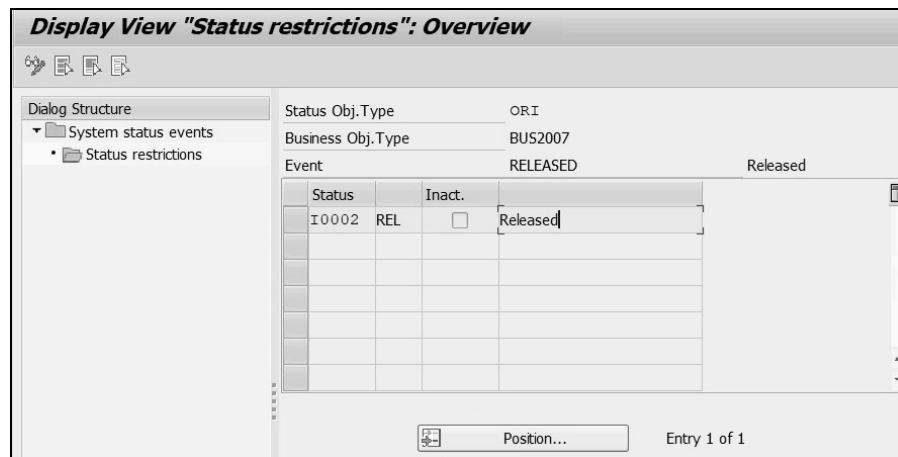 Display View "Status restrictions": Overview
Dialog Structure
System status events
Status restrictions
Status Obj.Type ORI
Business Obj.Type BUS2007
Event RELEASED Released
Status Inact.
I0002 REL Released
Position... Entry 1 of 1